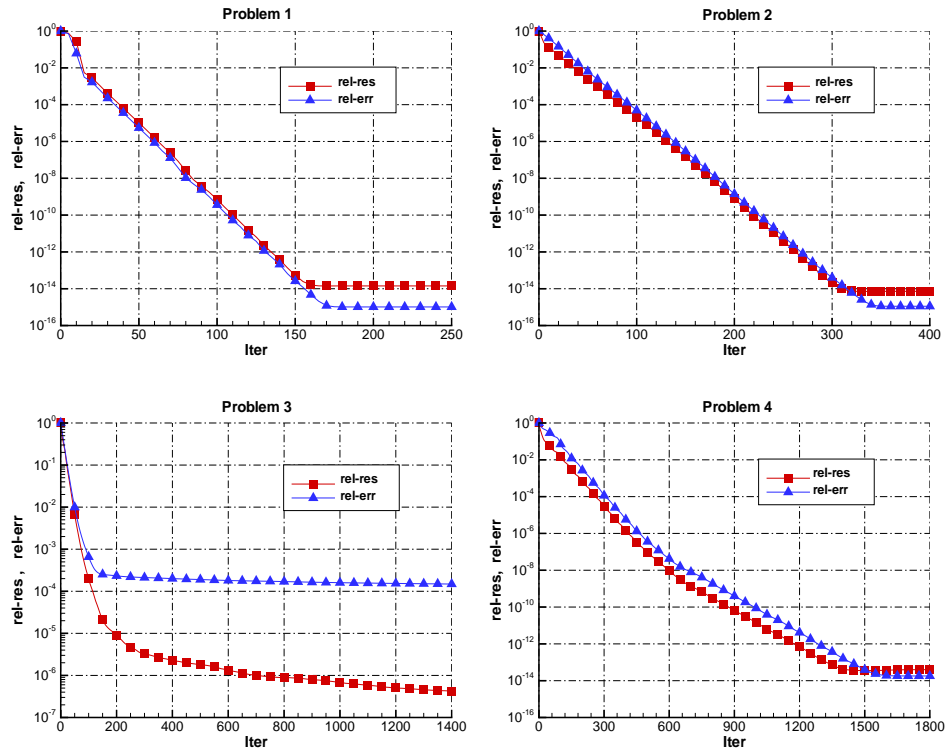 Problem 1
rel-res, rel-err
10^0
10^-2
10^-4
10^-6
10^-8
10^-10
10^-12
10^-14
10^-16
rel-res
rel-err
0 50 100 150 200 250
Iter
Problem 2
rel-res, rel-err
10^0
10^-2
10^-4
10^-6
10^-8
10^-10
10^-12
10^-14
10^-16
rel-res
rel-err
0 100 200 300 400
Iter
Problem 3
rel-res , rel-err
10^0
10^-1
10^-2
10^-3
10^-4
10^-5
10^-6
10^-7
rel-res
rel-err
0 200 400 600 800 1000 1200 1400
Iter
Problem 4
rel-res, rel-err
10^0
10^-2
10^-4
10^-6
10^-8
10^-10
10^-12
10^-14
10^-16
rel-res
rel-err
0 300 600 900 1200 1500 1800
Iter